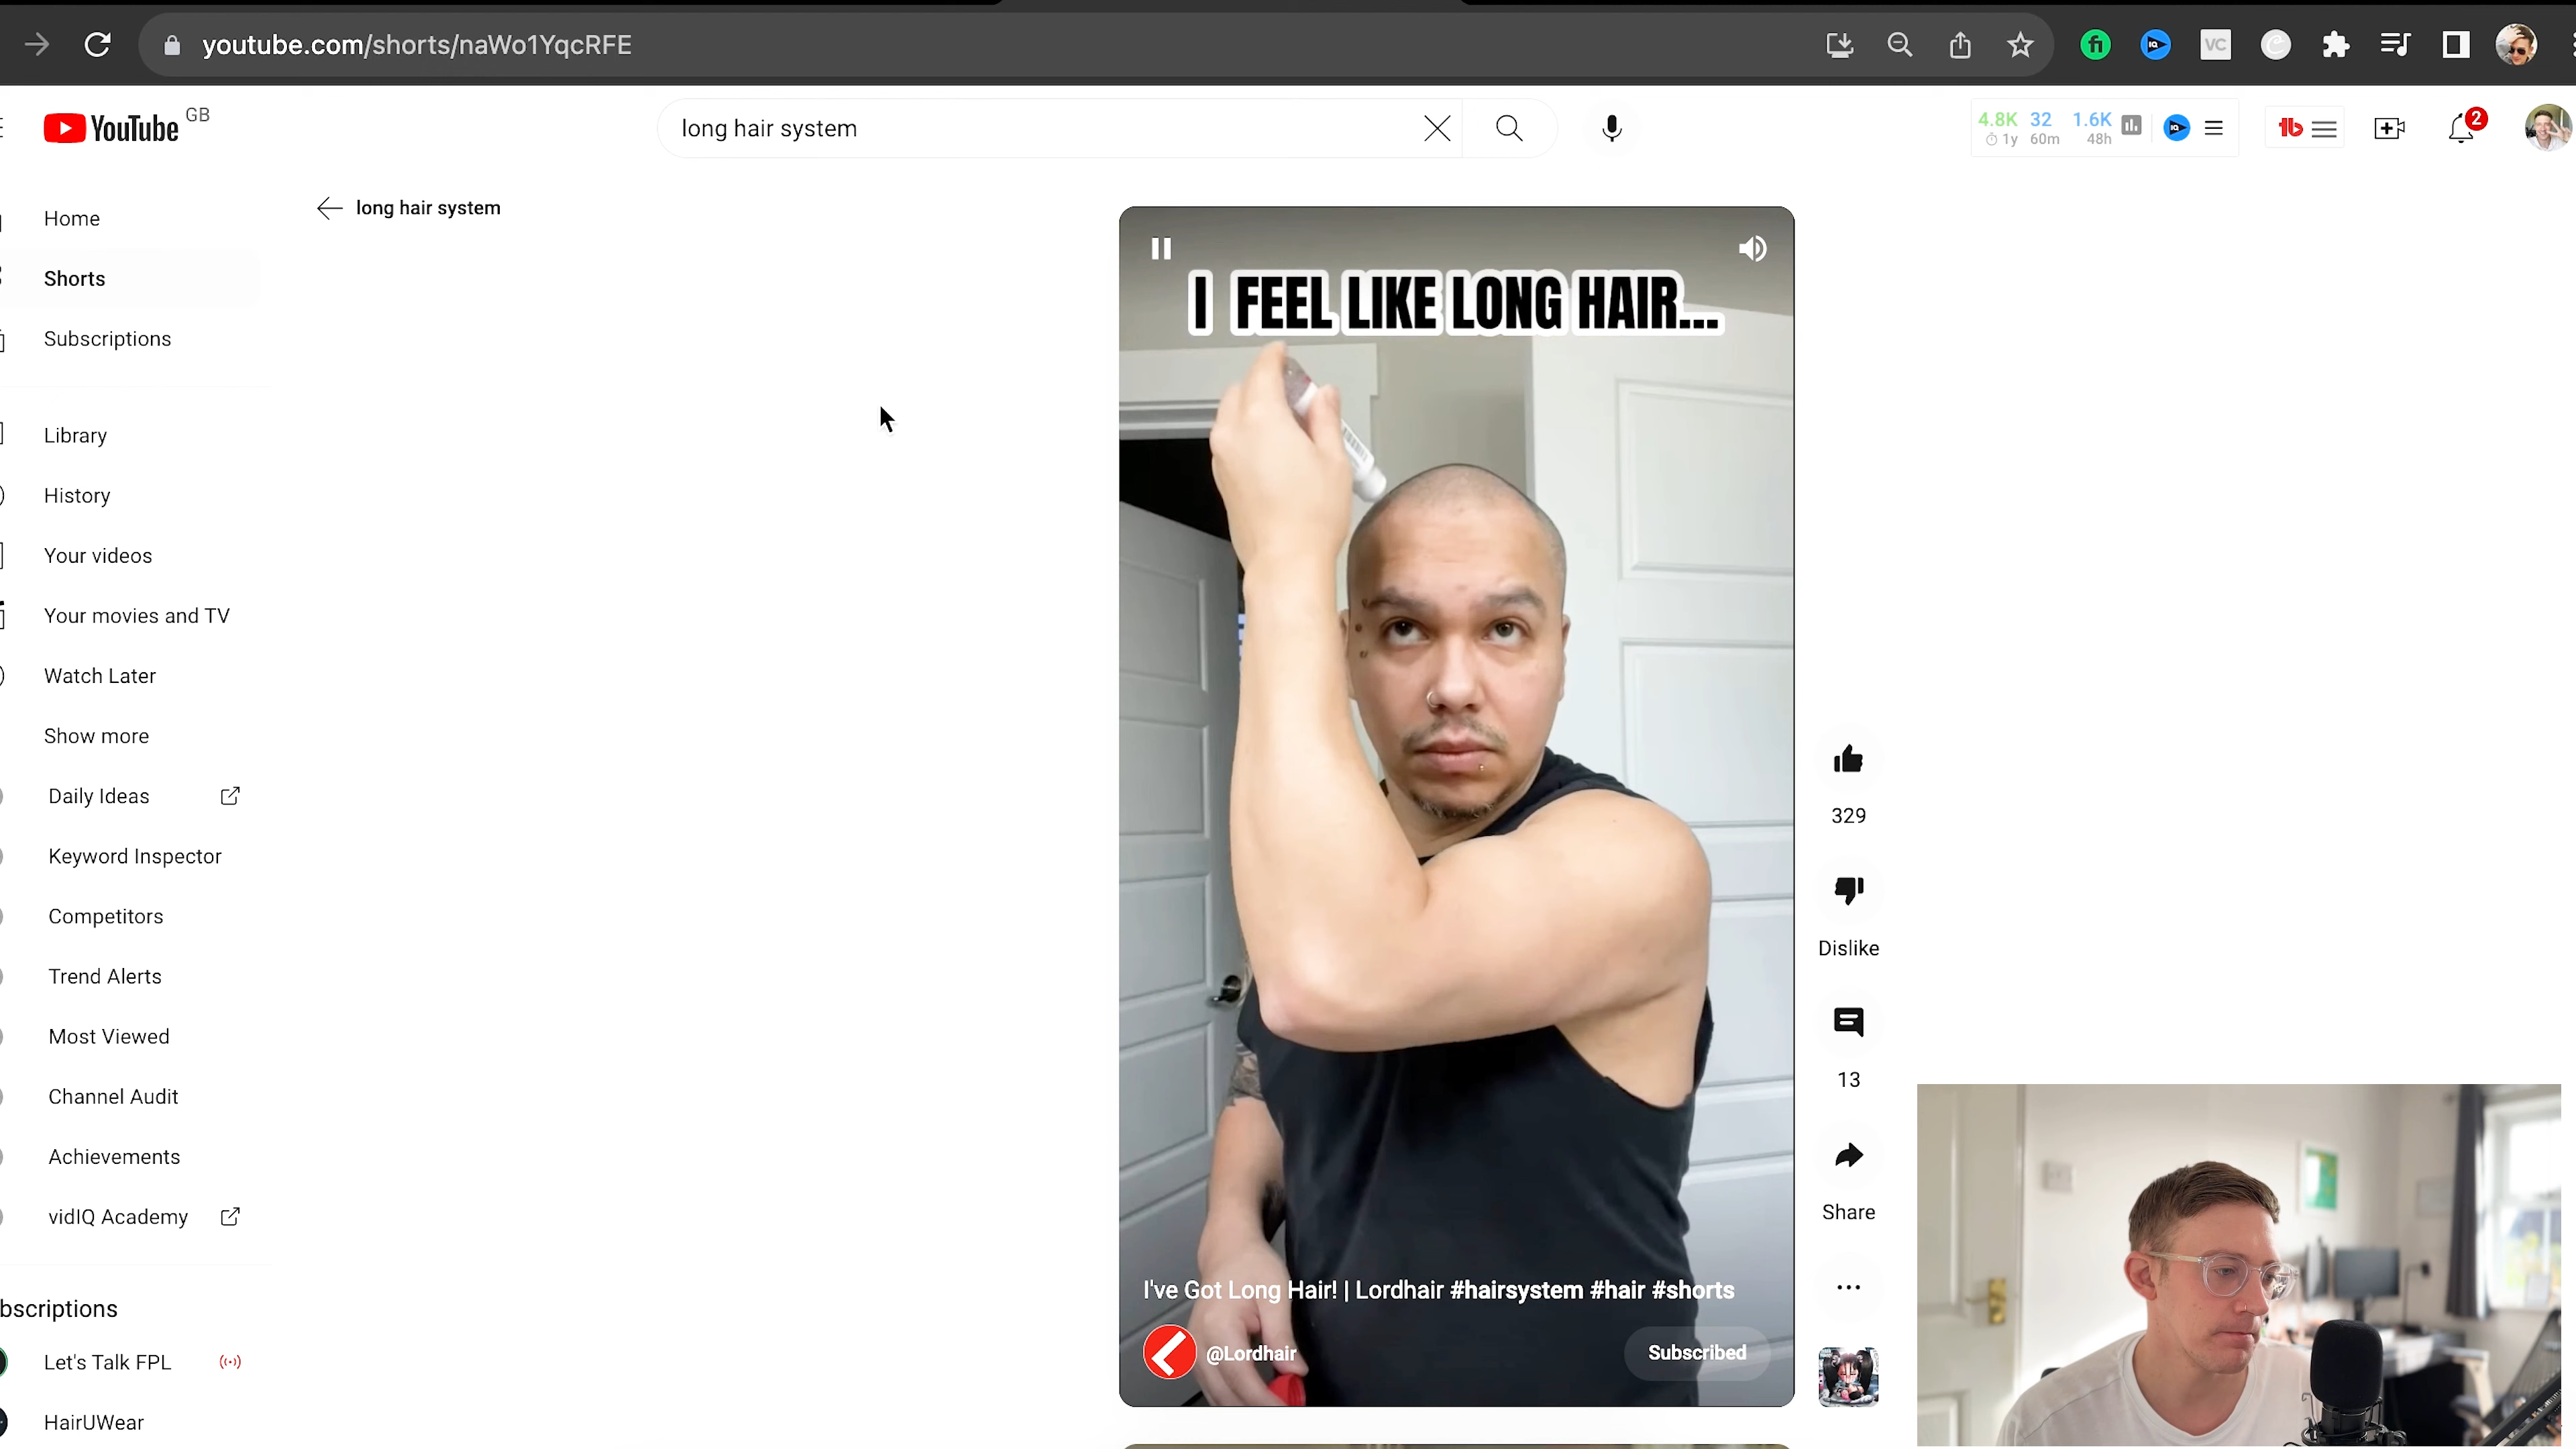 youtube.com/shorts/naWo1YqcRFE
VC
YouTube GB
long hair system
4.8K 32 1.6K
1y 60m 48h
2
Home
Shorts
Subscriptions
Library
History
Your videos
Your movies and TV
Watch Later
Show more
Daily Ideas
Keyword Inspector
Competitors
Trend Alerts
Most Viewed
Channel Audit
Achievements
vidIQ Academy
bscriptions
Let's Talk FPL
HairUWear
long hair system
I FEEL LIKE LONG HAIR...
I've Got Long Hair! | Lordhair #hairsystem #hair #shorts
@Lordhair
Subscribed
329
Dislike
13
Share